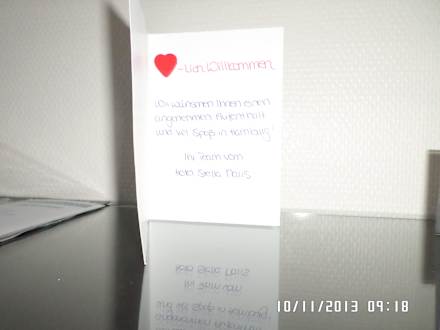 -lich Willkommen
Wir wünschen Ihnen einen
angenehmen Aufenthalt
und viel Spaß in Hamburg
Ihr Team vom
Hotel Stella Maris
10/11/2013 09:18